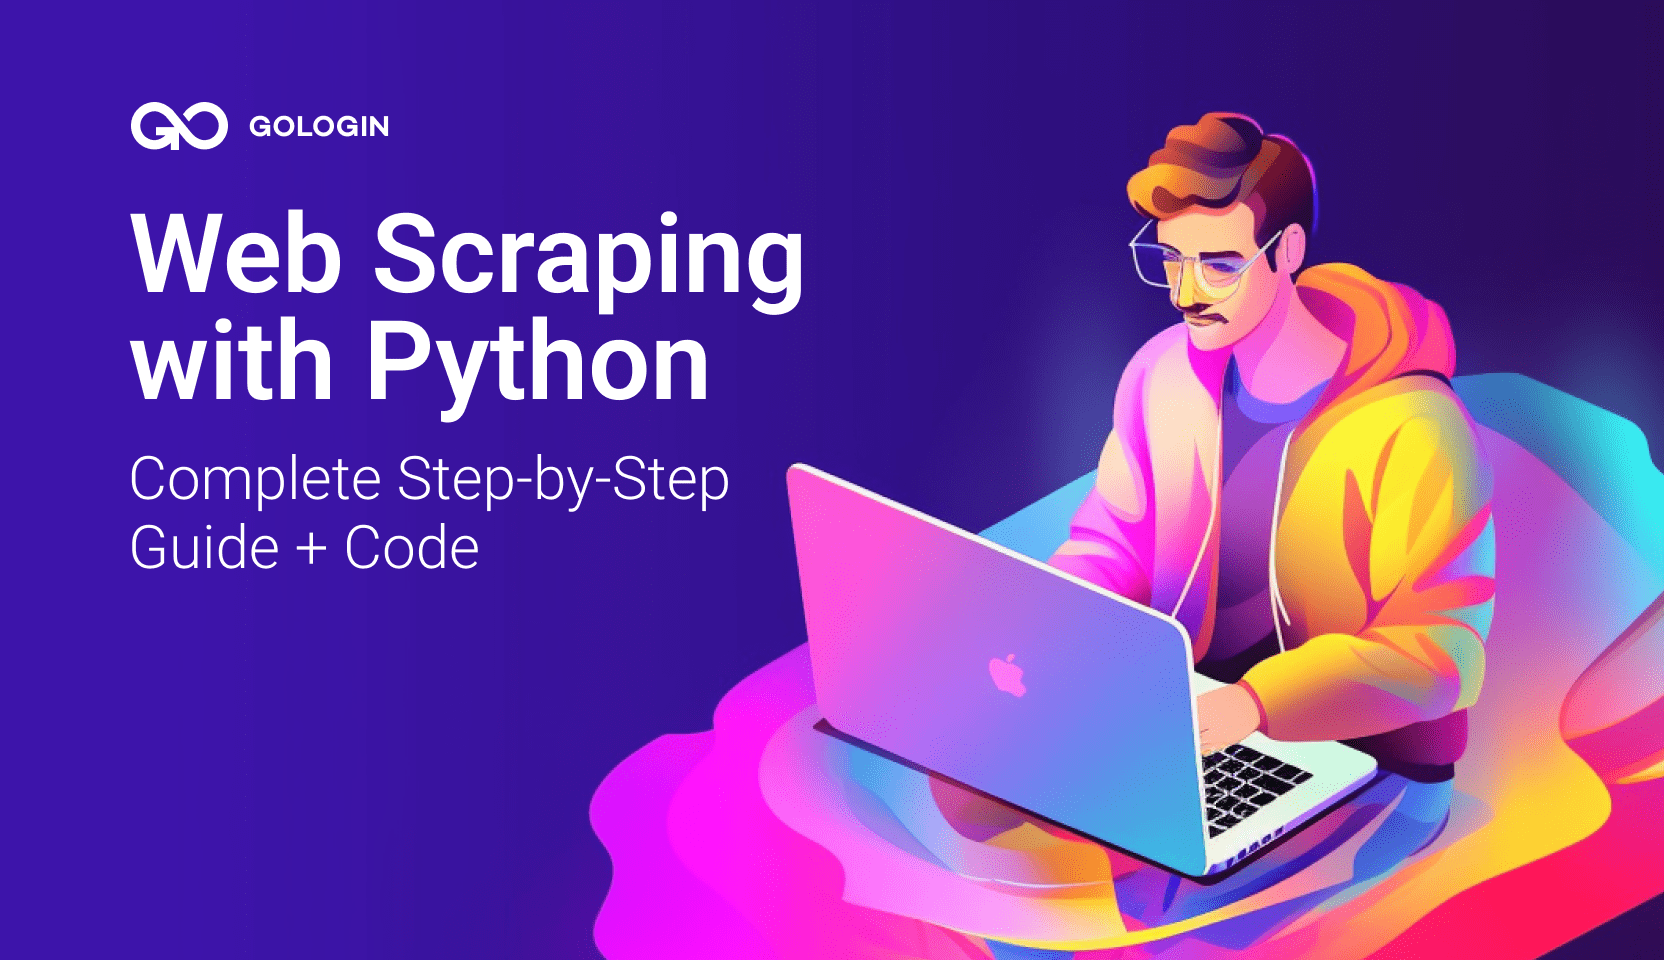 GOLOGIN
Web Scraping
with Python
Complete Step-by-Step
Guide + Code